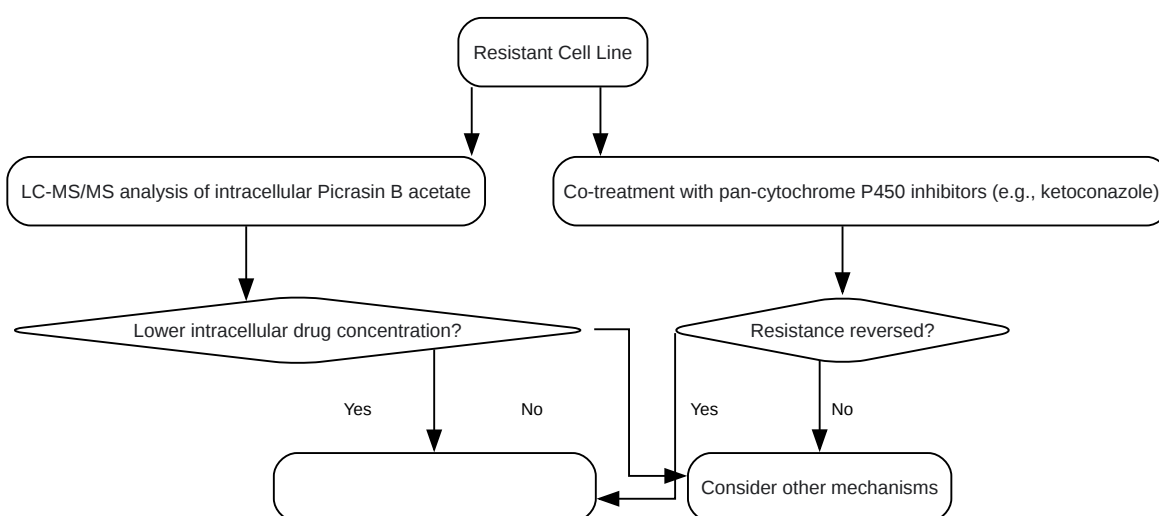 Resistant Cell Line
LC-MS/MS analysis of intracellular Picrasin B acetate
Co-treatment with pan-cytochrome P450 inhibitors (e.g., ketoconazole)
Lower intracellular drug concentration?
Resistance reversed?
Yes
No
Yes
No
Consider other mechanisms